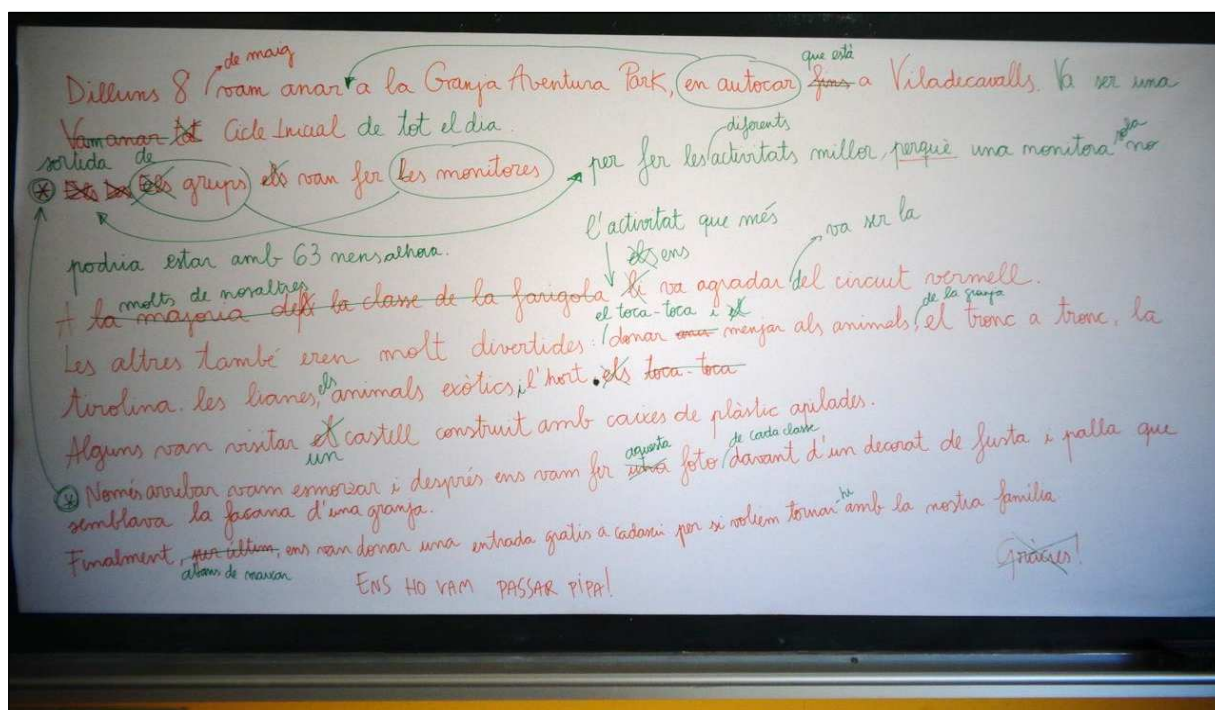 de maig
que està
Dilluns 8 vam anar a la Granja Aventura Park, en autocar fins a Viladecavalls. Va ser una
Vam anar tot Cicle Inicial de tot el dia.
sortida de
diferents
sola
Els grups els van fer les monitores per fer les activitats millor, perquè una monitora no
podria estar amb 63 nens alhora.
l'activitat que més
va ser la
els ens
molts de nosaltres
A la majoria de la classe de la farigola li va agradar del circuit vermell.
el toca-toca i el
de la granja
Les altres també eren molt divertides: donar menjar als animals, el tronc a tronc, la
els
tirolina. les lianes, animals exòtics, i l'hort. els toca-toca
Alguns van visitar el castell construit amb caixes de plàstic apilades.
un
aquesta
de cada classe
Només arribar vam esmorzar i després ens vam fer una foto davant d'un decorat de fusta i palla que
semblava la façana d'una granja.
hi
Finalment, per últim, ens van donar una entrada gratis a cadascú per si voliem tornar amb la nostra familia
abans de marxar
Gràcies!
ENS HO VAM PASSAR PIPA!